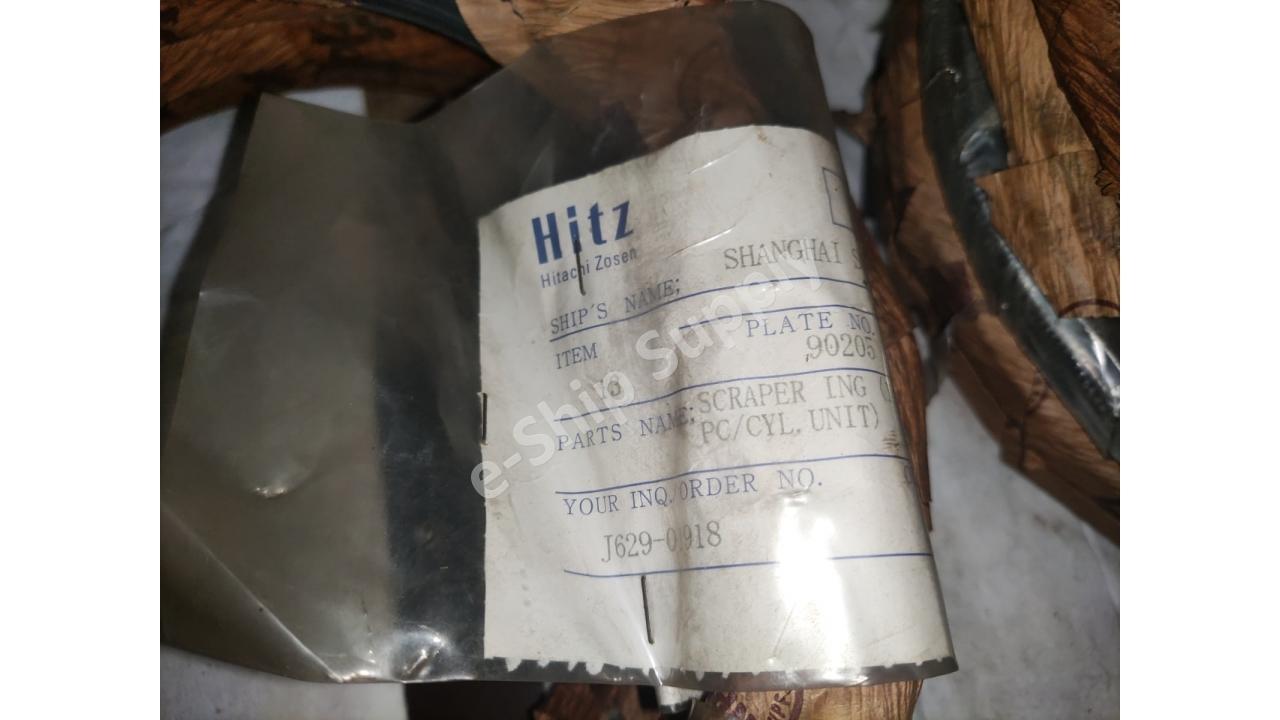 Hitz
Hitachi Zosen
SHIP'S NAME; SHANGHAI S
ITEM PLATE NO.
16 90205
PARTS NAME; SCRAPER ING (
PC/CYL. UNIT)
YOUR INQ./ORDER NO.
J629-0918
e-Ship Supply